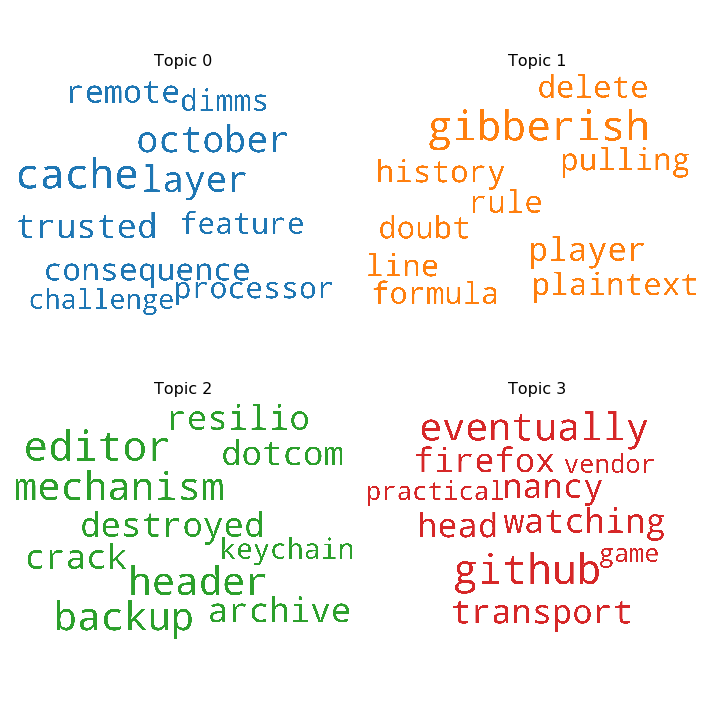 Topic 0
remote dimms
october
cache layer
trusted feature
consequence
challenge processor
Topic 1
delete
gibberish
history pulling
rule
doubt
player
line
formula plaintext
Topic 2
resilio
editor dotcom
mechanism
destroyed
crack keychain
header
backup archive
Topic 3
eventually
firefox vendor
practical nancy
head watching
github game
transport